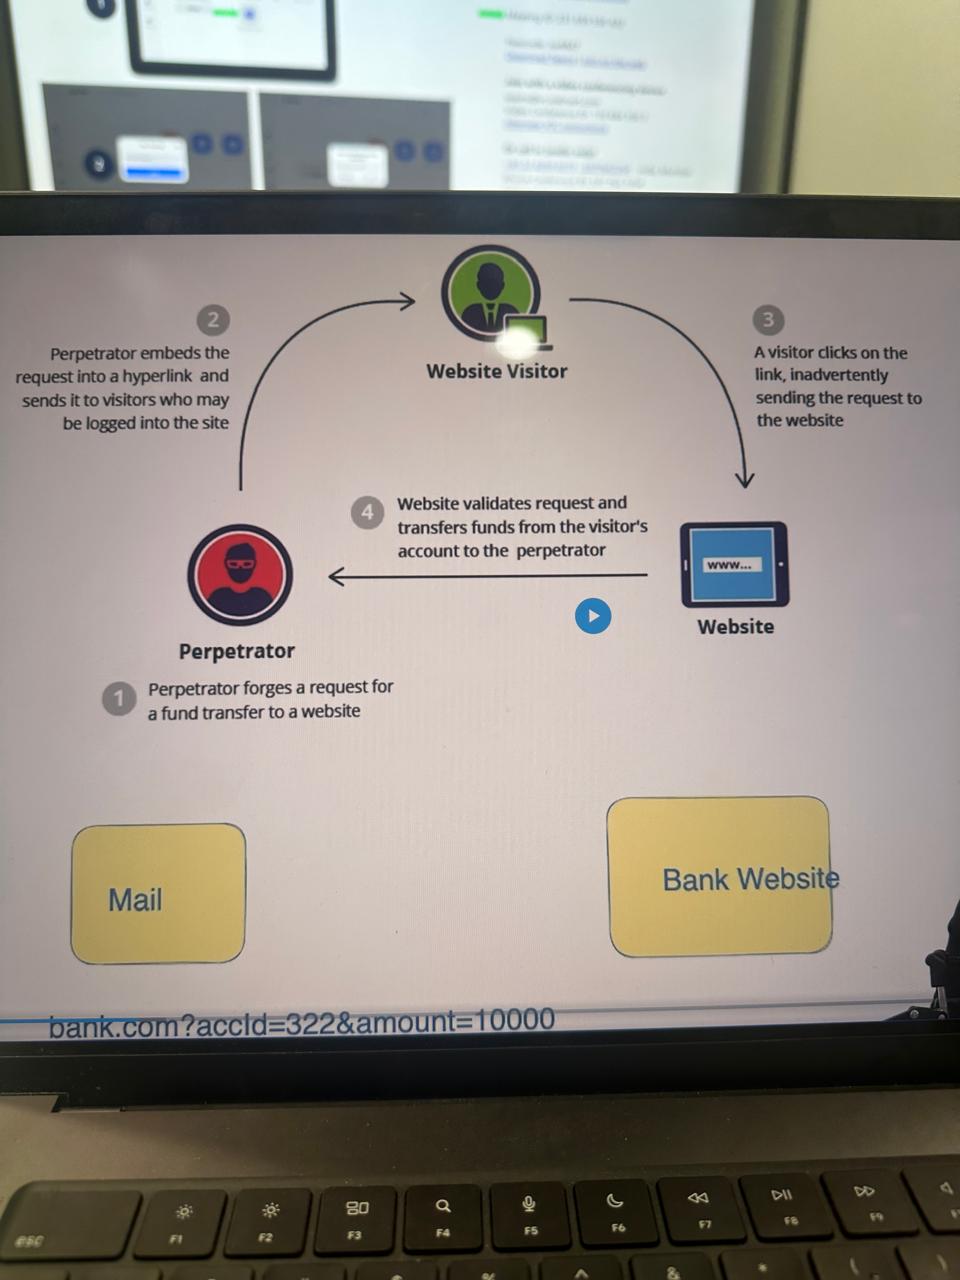 2
Perpetrator embeds the
request into a hyperlink and
sends it to visitors who may
be logged into the site
Website Visitor
3
A visitor clicks on the
link, inadvertently
sending the request to
the website
4
Website validates request and
transfers funds from the visitor's
account to the perpetrator
www...
Website
Perpetrator
1
Perpetrator forges a request for
a fund transfer to a website
Mail
Bank Website
bank.com?accId=322&amount=10000
esc
F1
F2
F3
F4
F5
F6
F7
F8
F9
%
^
&
*
(
)